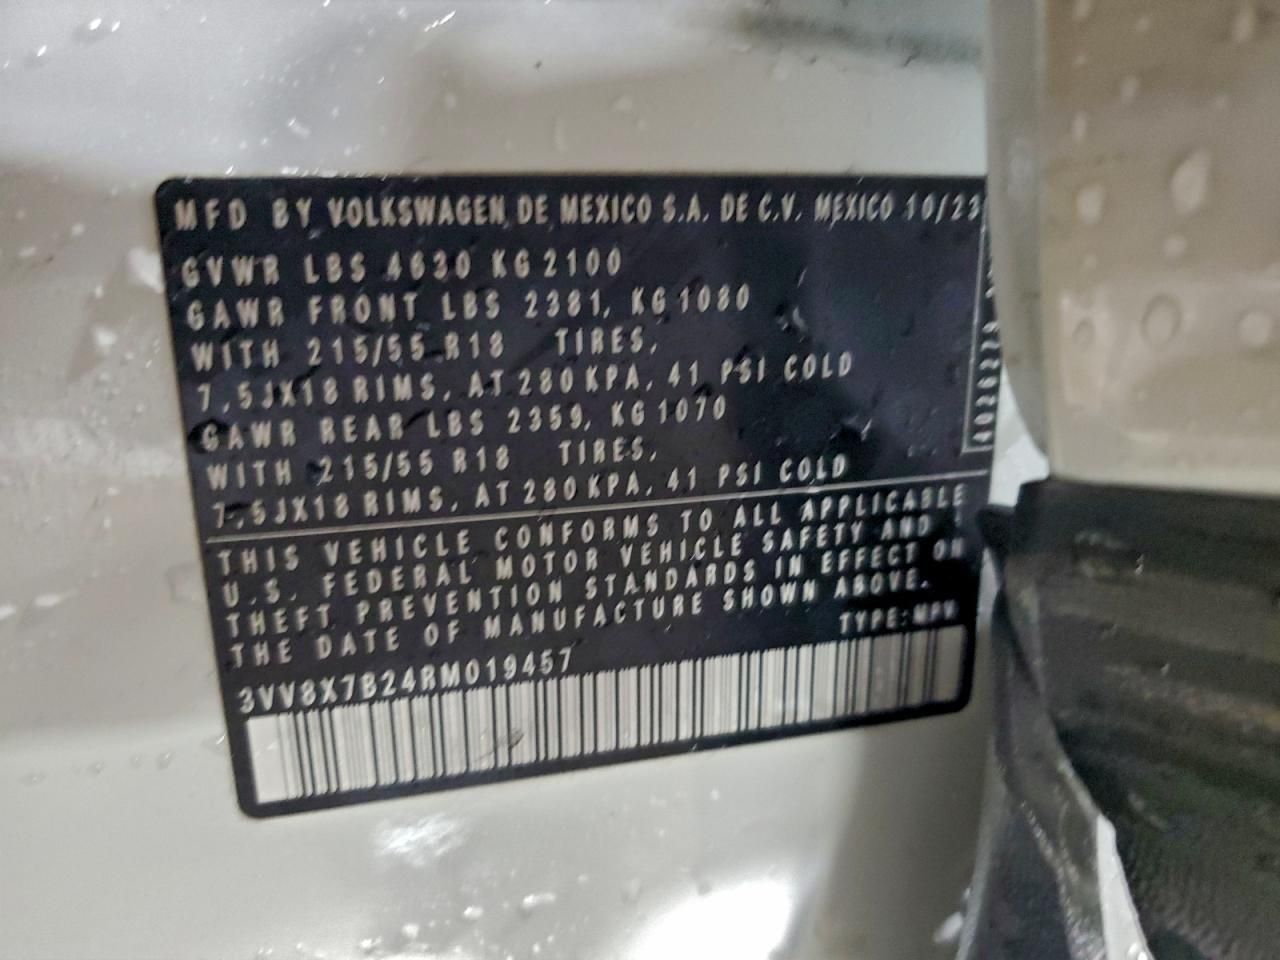 MFD BY VOLKSWAGEN DE MEXICO S.A. DE C.V. MEXICO 10/23
GVWR LBS 4630 KG 2100
GAWR FRONT LBS 2381, KG 1080
WITH 215/55 R18 TIRES,
7,5JX18 RIMS, AT 280 KPA, 41 PSI COLD
GAWR REAR LBS 2359, KG 1070
WITH 215/55 R18 TIRES,
7,5JX18 RIMS, AT 280 KPA, 41 PSI COLD
THIS VEHICLE CONFORMS TO ALL APPLICABLE
U.S. FEDERAL MOTOR VEHICLE SAFETY AND
THEFT PREVENTION STANDARDS IN EFFECT ON
THE DATE OF MANUFACTURE SHOWN ABOVE.
TYPE: MPV
3VV8X7B24RM019457